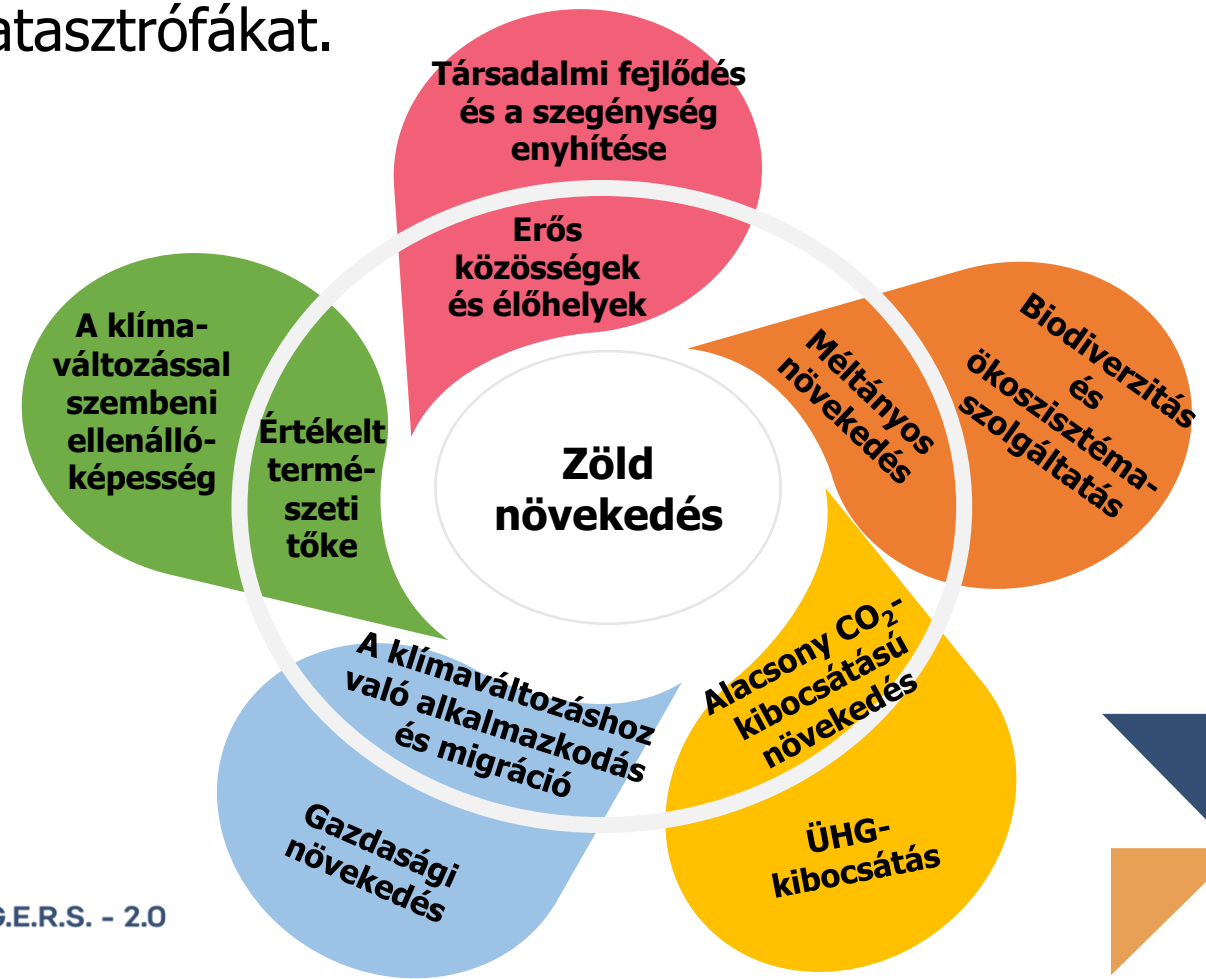 atasztrófákat.
Társadalmi fejlődés
és a szegénység
enyhítése
Erős
közösségek
és élőhelyek
A klíma-
változással
szembeni
ellenálló-
képesség
Értékelt
termé-
szeti
tőke
Zöld
növekedés
Méltányos
növekedés
Biodiverzitás
és
ökoszisztéma-
szolgáltatás
Alacsony CO₂-
kibocsátású
növekedés
ÜHG-
kibocsátás
A klímaváltozáshoz
való alkalmazkodás
és migráció
Gazdasági
növekedés
G.E.R.S. - 2.0